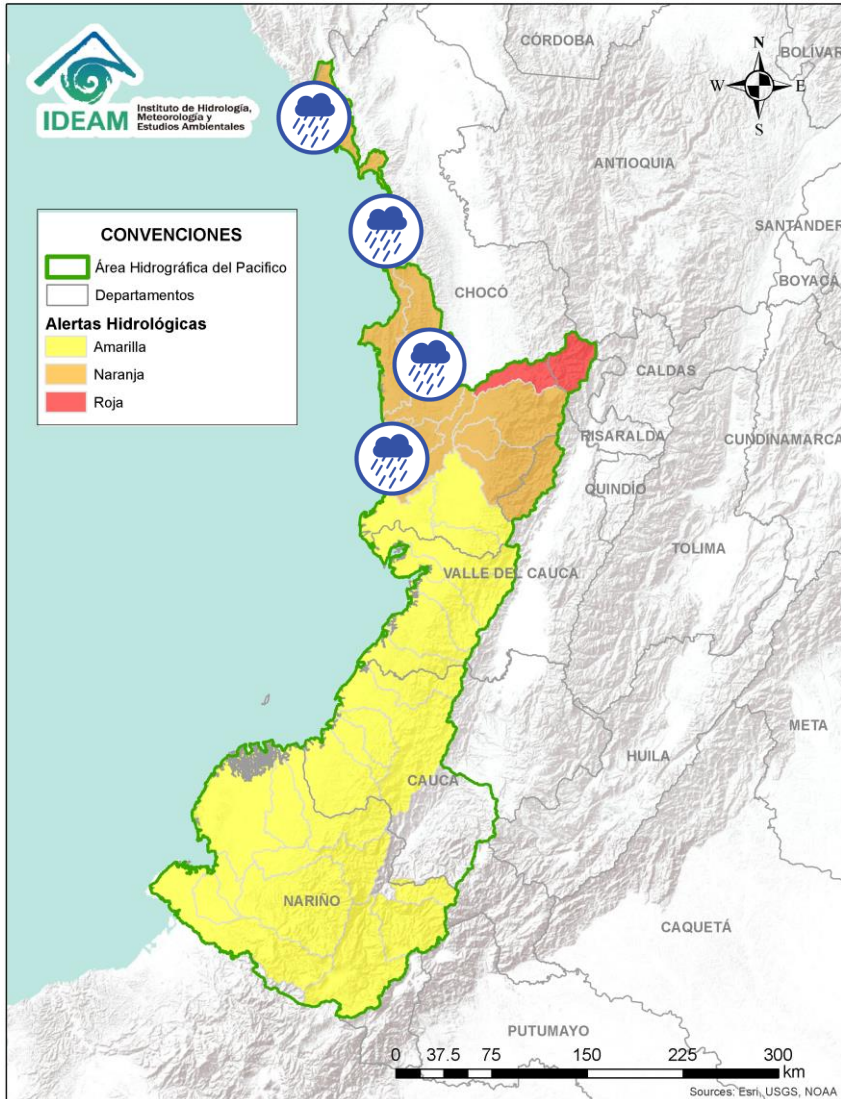 IDEAM
Instituto de Hidrología,
Meteorología y
Estudios Ambientales
N
W
E
S
CÓRDOBA
BOLÍVAR
ANTIOQUIA
SANTANDER
BOYACÁ
CHOCÓ
CALDAS
RISARALDA
CUNDINAMARCA
QUINDÍO
TOLIMA
VALLE DEL CAUCA
META
HUILA
CAUCA
NARIÑO
CAQUETÁ
PUTUMAYO
CONVENCIONES
Área Hidrográfica del Pacifico
Departamentos
Alertas Hidrológicas
Amarilla
Naranja
Roja
0 37.5 75 150 225 300
km
Sources: Esri, USGS, NOAA